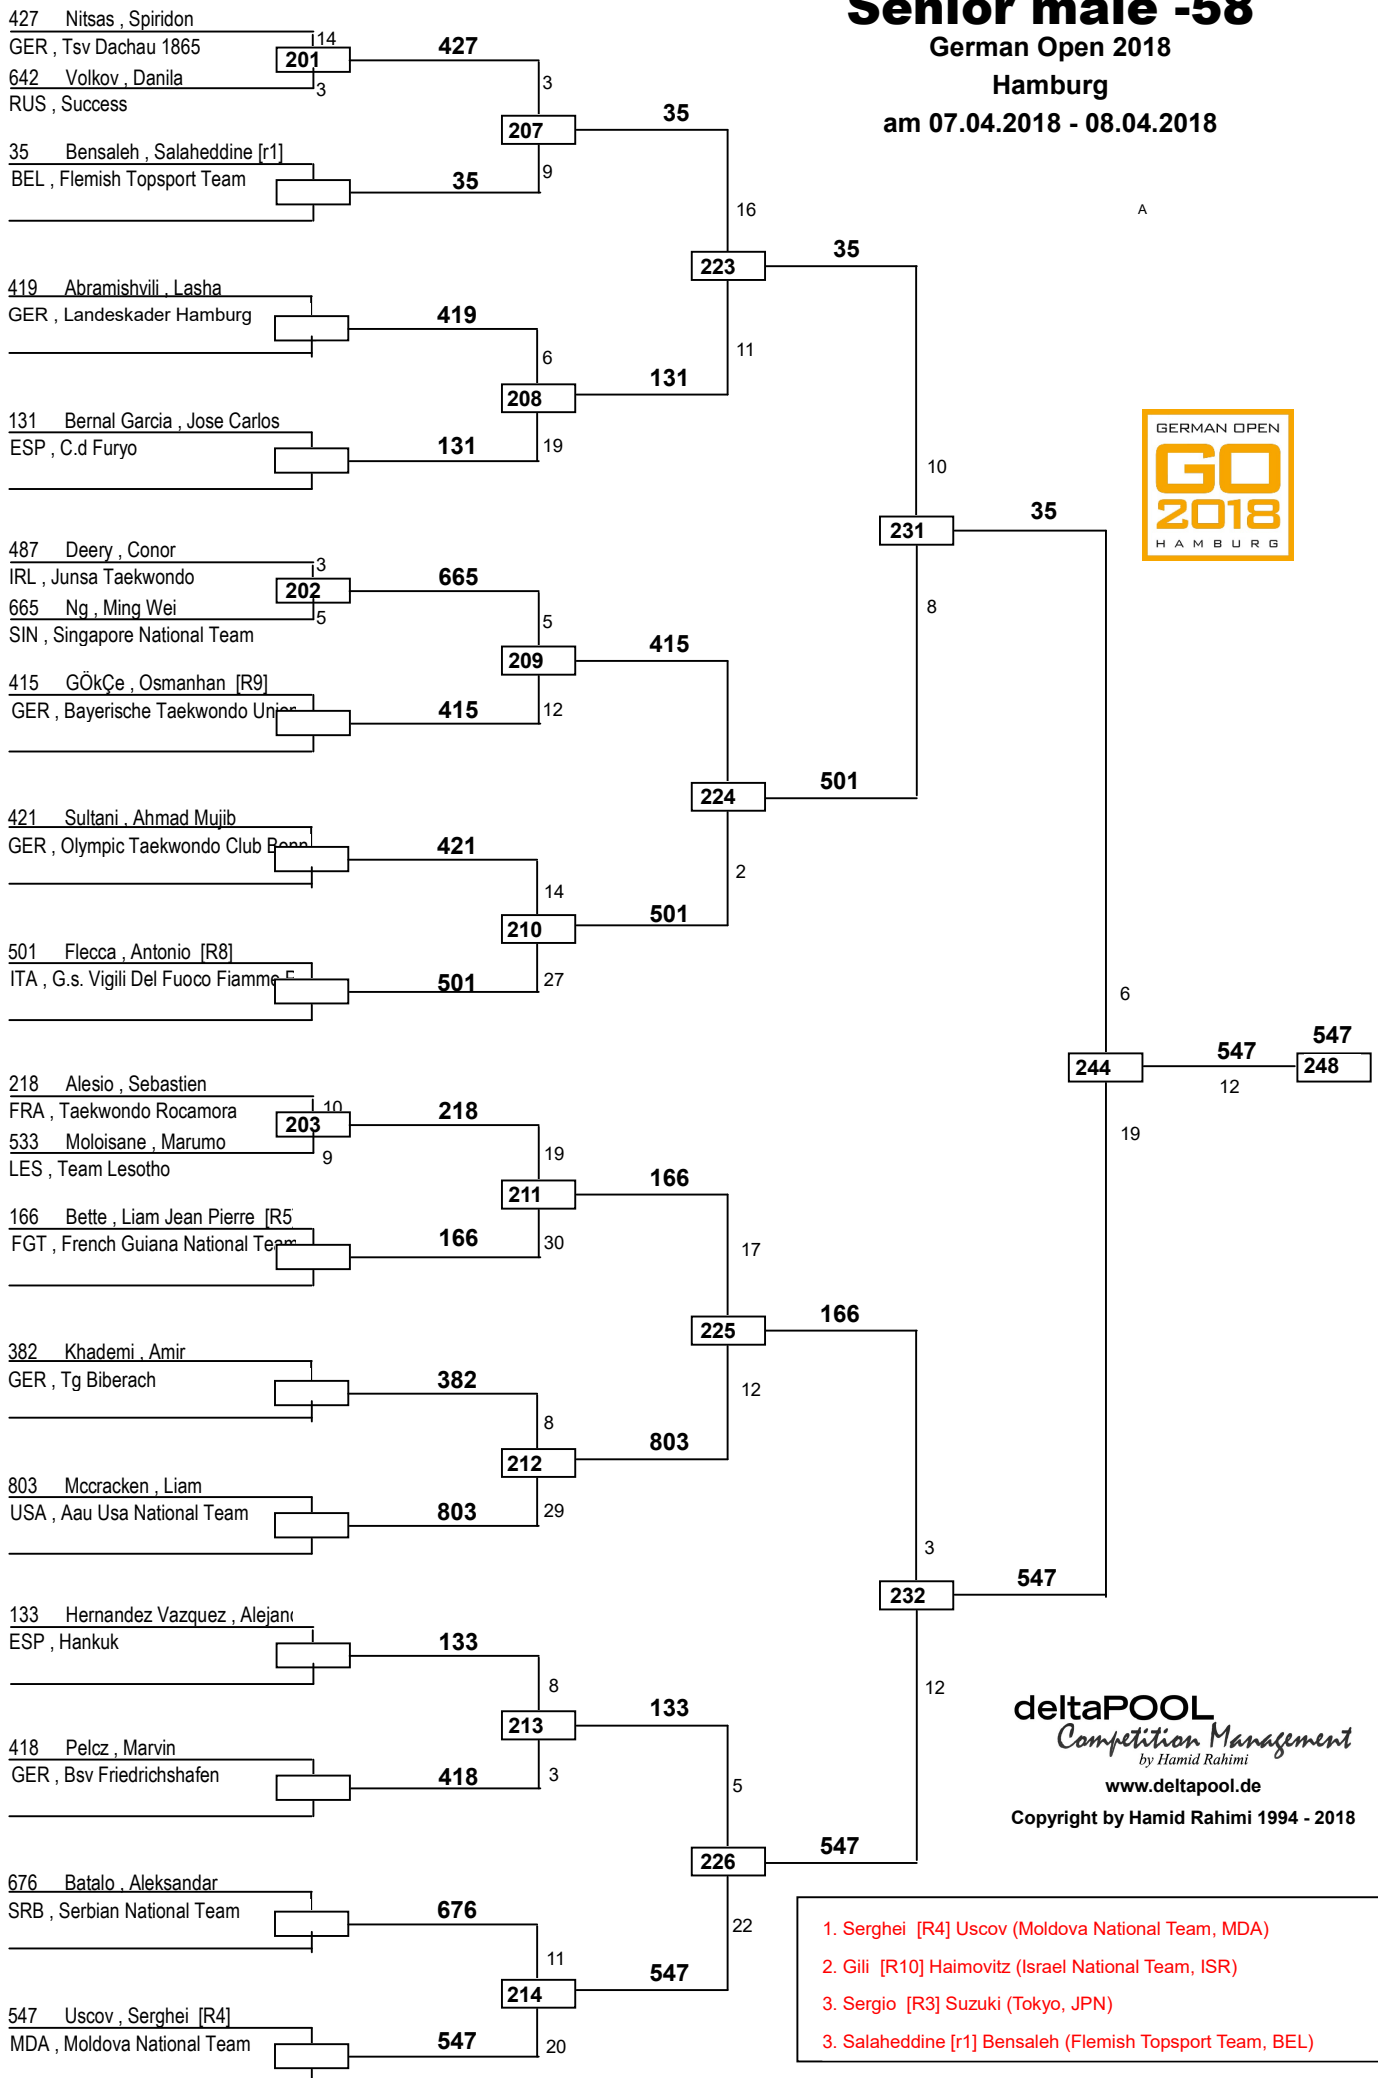 Senior male -58
German Open 2018
Hamburg
am 07.04.2018 - 08.04.2018
A
427 Nitsas , Spiridon
GER , Tsv Dachau 1865
14
201
427
642 Volkov , Danila
3
RUS , Success
3
207
35
35 Bensaleh , Salaheddine [r1]
BEL , Flemish Topsport Team
35
9
16
223
35
419 Abramishvili , Lasha
GER , Landeskader Hamburg
419
6
11
208
131
131 Bernal Garcia , Jose Carlos
ESP , C.d Furyo
131
19
10
231
35
487 Deery , Conor
IRL , Junsa Taekwondo
3
202
665
665 Ng , Ming Wei
5
SIN , Singapore National Team
5
8
209
415
415 GÖkÇe , Osmanhan [R9]
GER , Bayerische Taekwondo Union
415
12
224
501
421 Sultani , Ahmad Mujib
GER , Olympic Taekwondo Club Bonn
421
14
2
210
501
501 Flecca , Antonio [R8]
ITA , G.s. Vigili Del Fuoco Fiamme
501
27
6
244
547
12
547
248
19
218 Alesio , Sebastien
FRA , Taekwondo Rocamora
10
203
218
533 Moloisane , Marumo
9
LES , Team Lesotho
19
211
166
166 Bette , Liam Jean Pierre [R5
FGT , French Guiana National Team
166
30
17
225
166
382 Khademi , Amir
GER , Tg Biberach
382
8
12
212
803
803 Mccracken , Liam
USA , Aau Usa National Team
803
29
3
232
547
133 Hernandez Vazquez , Alejand
ESP , Hankuk
133
8
12
213
133
418 Pelcz , Marvin
GER , Bsv Friedrichshafen
418
3
5
226
547
676 Batalo , Aleksandar
SRB , Serbian National Team
676
11
22
214
547
547 Uscov , Serghei [R4]
MDA , Moldova National Team
547
20
GERMAN OPEN
GO
2018
HAMBURG
deltaPOOL
Competition Management
by Hamid Rahimi
www.deltapool.de
Copyright by Hamid Rahimi 1994 - 2018
1. Serghei [R4] Uscov (Moldova National Team, MDA)
2. Gili [R10] Haimovitz (Israel National Team, ISR)
3. Sergio [R3] Suzuki (Tokyo, JPN)
3. Salaheddine [r1] Bensaleh (Flemish Topsport Team, BEL)